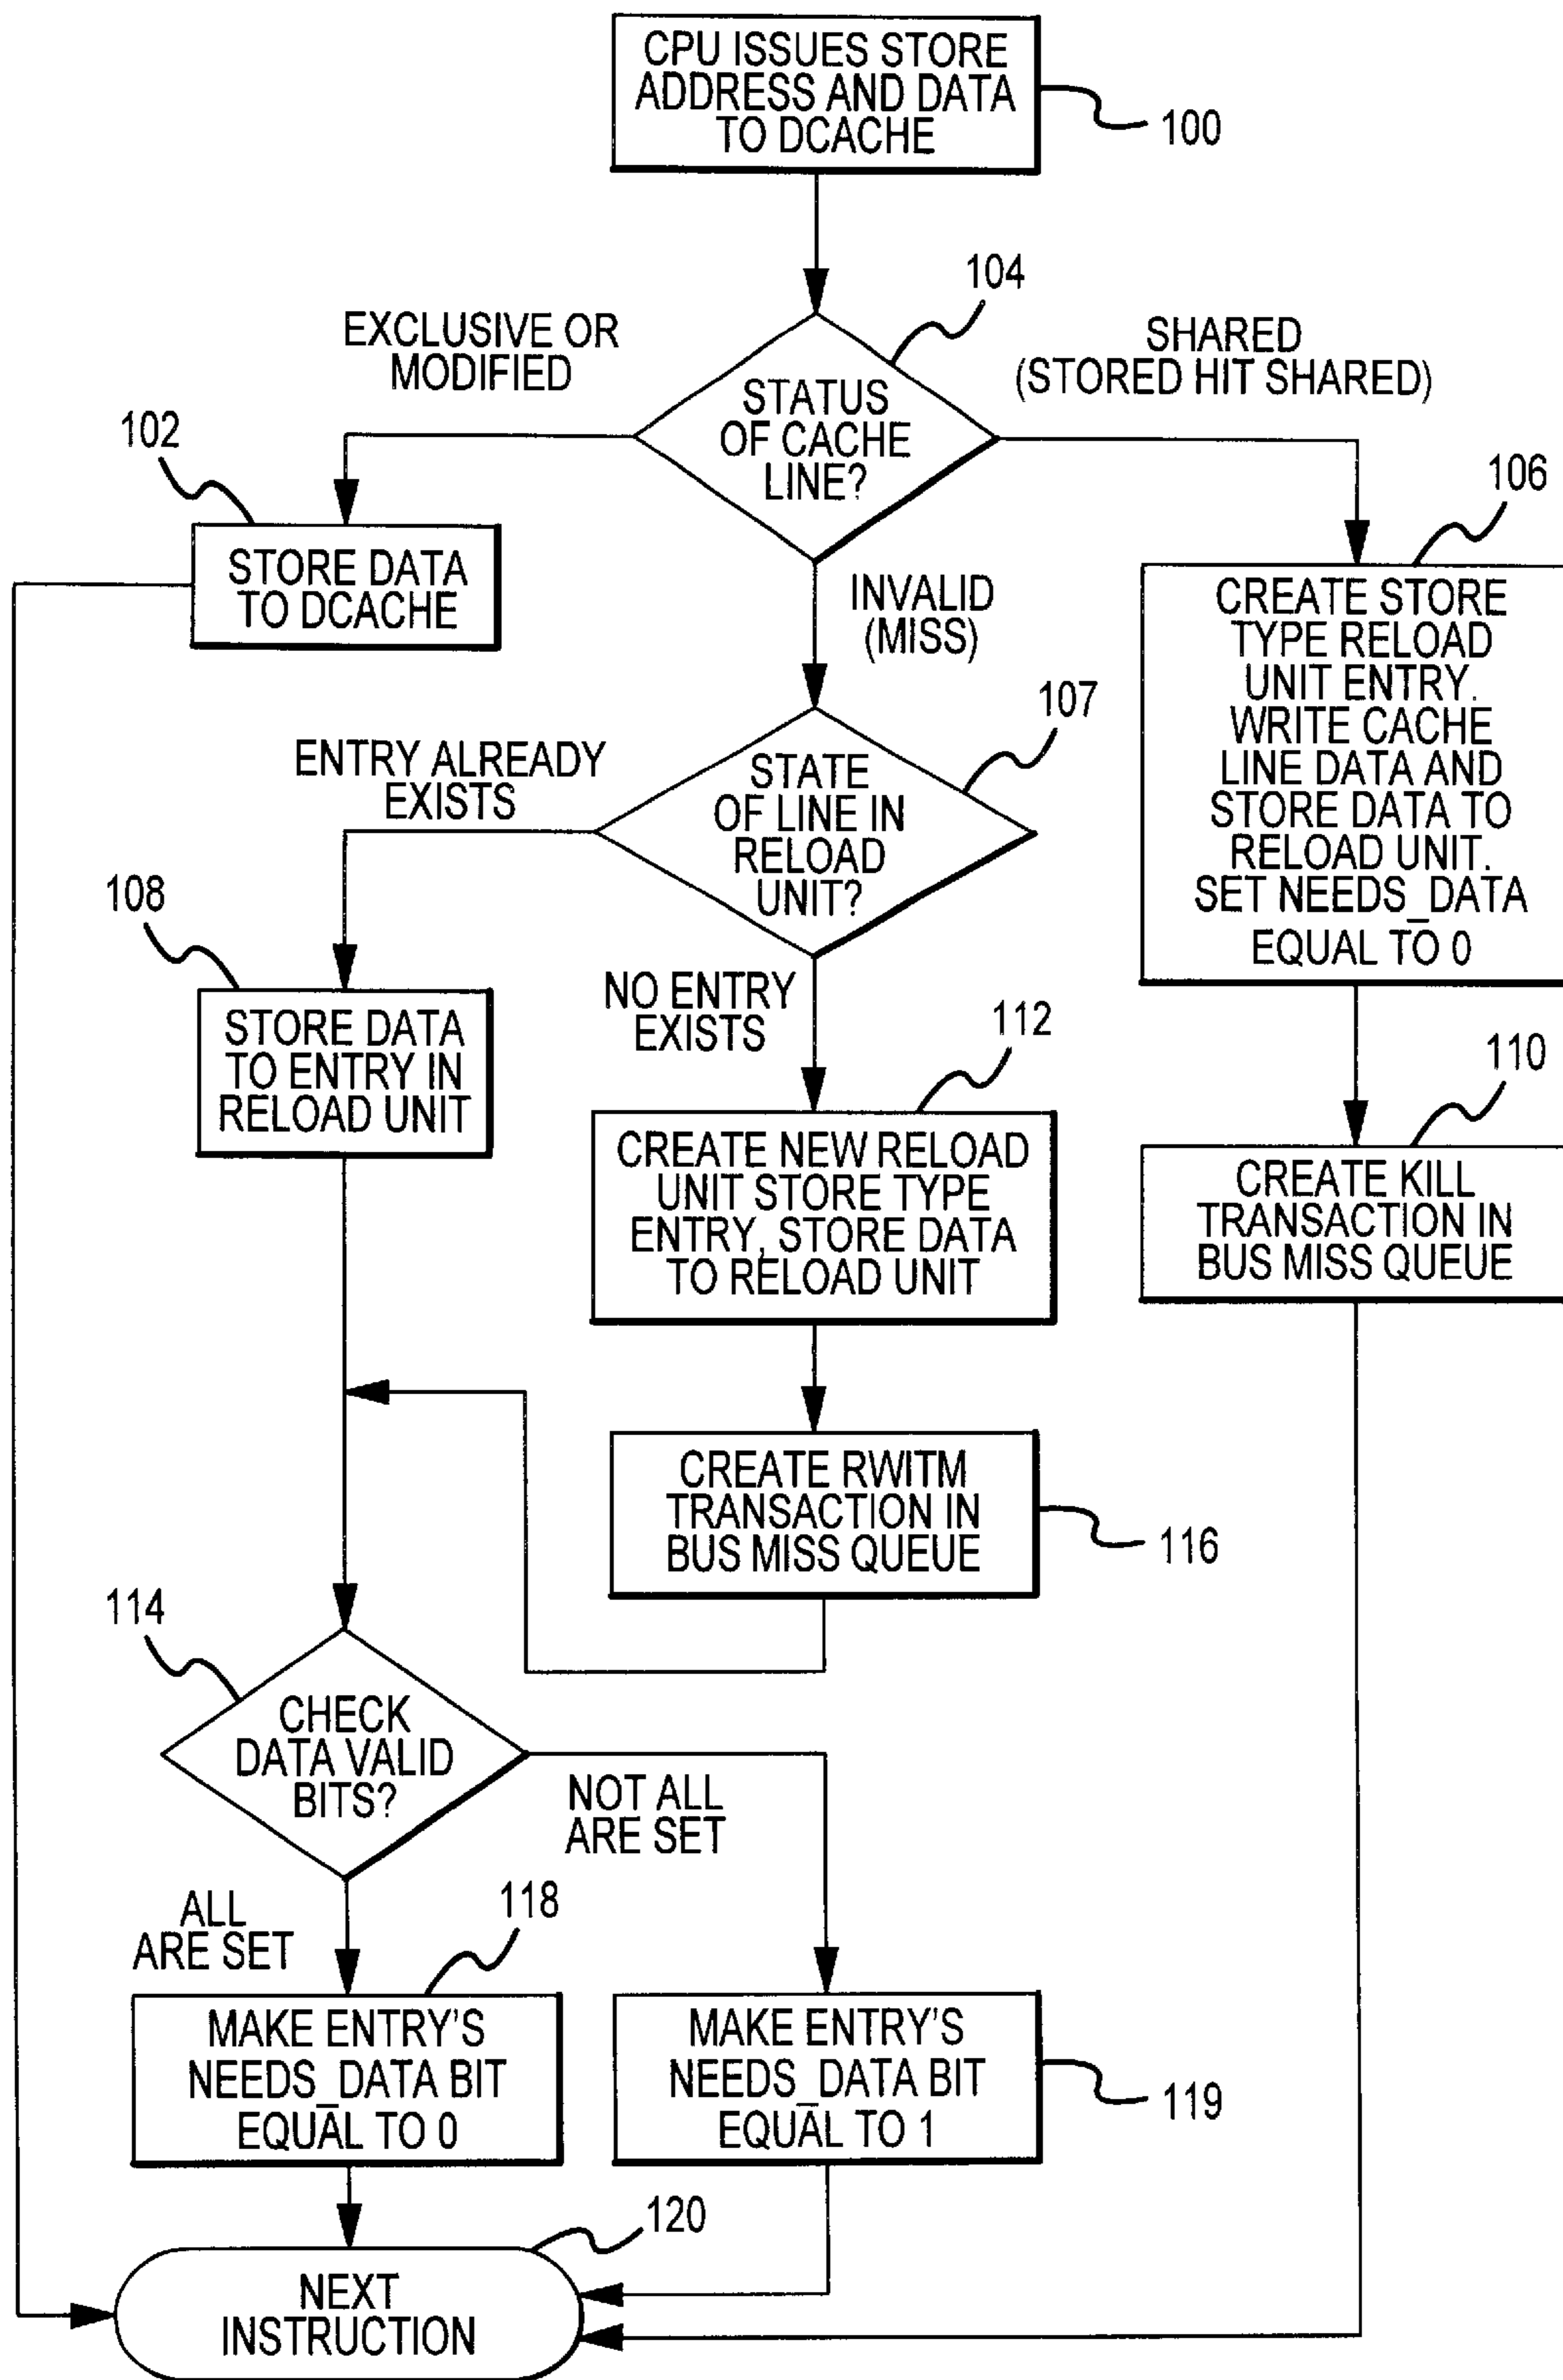 CPU ISSUES STORE
ADDRESS AND DATA
TO DCACHE
100
104
EXCLUSIVE OR
MODIFIED
SHARED
(STORED HIT SHARED)
STATUS
OF CACHE
LINE?
102
STORE DATA
TO DCACHE
INVALID
(MISS)
106
CREATE STORE
TYPE RELOAD
UNIT ENTRY.
WRITE CACHE
LINE DATA AND
STORE DATA TO
RELOAD UNIT.
SET NEEDS_DATA
EQUAL TO 0
107
ENTRY ALREADY
EXISTS
STATE
OF LINE IN
RELOAD
UNIT?
108
STORE DATA
TO ENTRY IN
RELOAD UNIT
NO ENTRY
EXISTS
112
CREATE NEW RELOAD
UNIT STORE TYPE
ENTRY, STORE DATA
TO RELOAD UNIT
110
CREATE KILL
TRANSACTION IN
BUS MISS QUEUE
CREATE RWITM
TRANSACTION IN
BUS MISS QUEUE
116
114
CHECK
DATA VALID
BITS?
NOT ALL
ARE SET
ALL
ARE SET
118
MAKE ENTRY'S
NEEDS_DATA BIT
EQUAL TO 0
MAKE ENTRY'S
NEEDS_DATA BIT
EQUAL TO 1
119
120
NEXT
INSTRUCTION